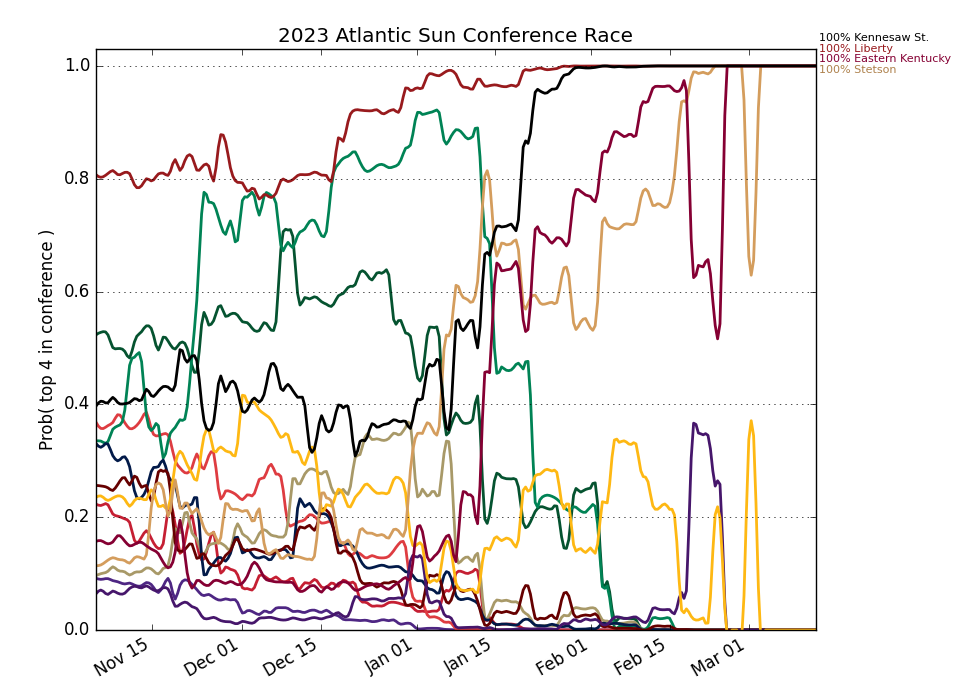 2023 Atlantic Sun Conference Race
100% Kennesaw St.
100% Liberty
100% Eastern Kentucky
100% Stetson
Prob( top 4 in conference )
1.0
0.8
0.6
0.4
0.2
0.0
Nov 15
Dec 01
Dec 15
Jan 01
Jan 15
Feb 01
Feb 15
Mar 01